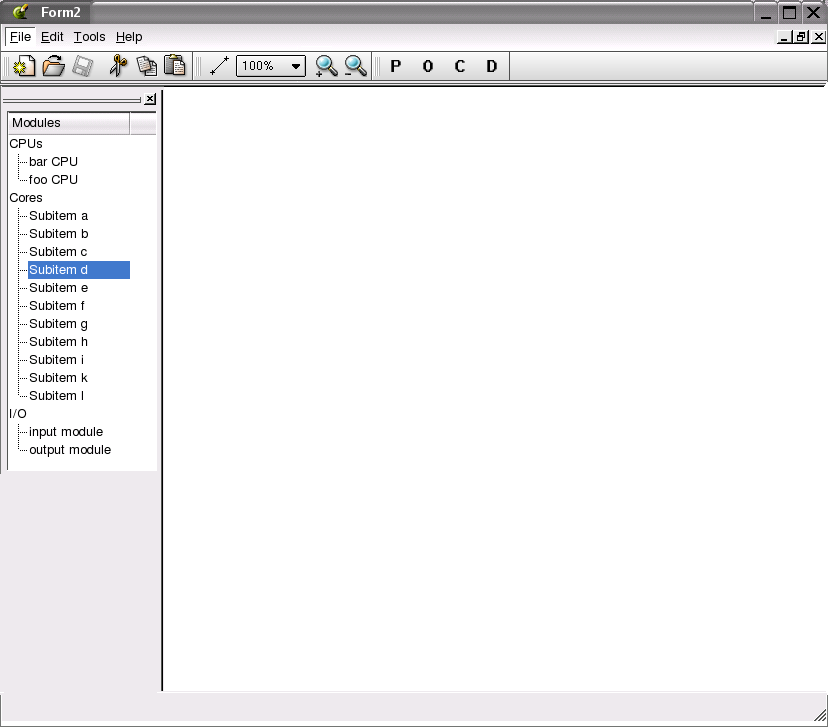 Form2
File Edit Tools Help
100% P O C D
Modules
CPUs
bar CPU
foo CPU
Cores
Subitem a
Subitem b
Subitem c
Subitem d
Subitem e
Subitem f
Subitem g
Subitem h
Subitem i
Subitem k
Subitem l
I/O
input module
output module